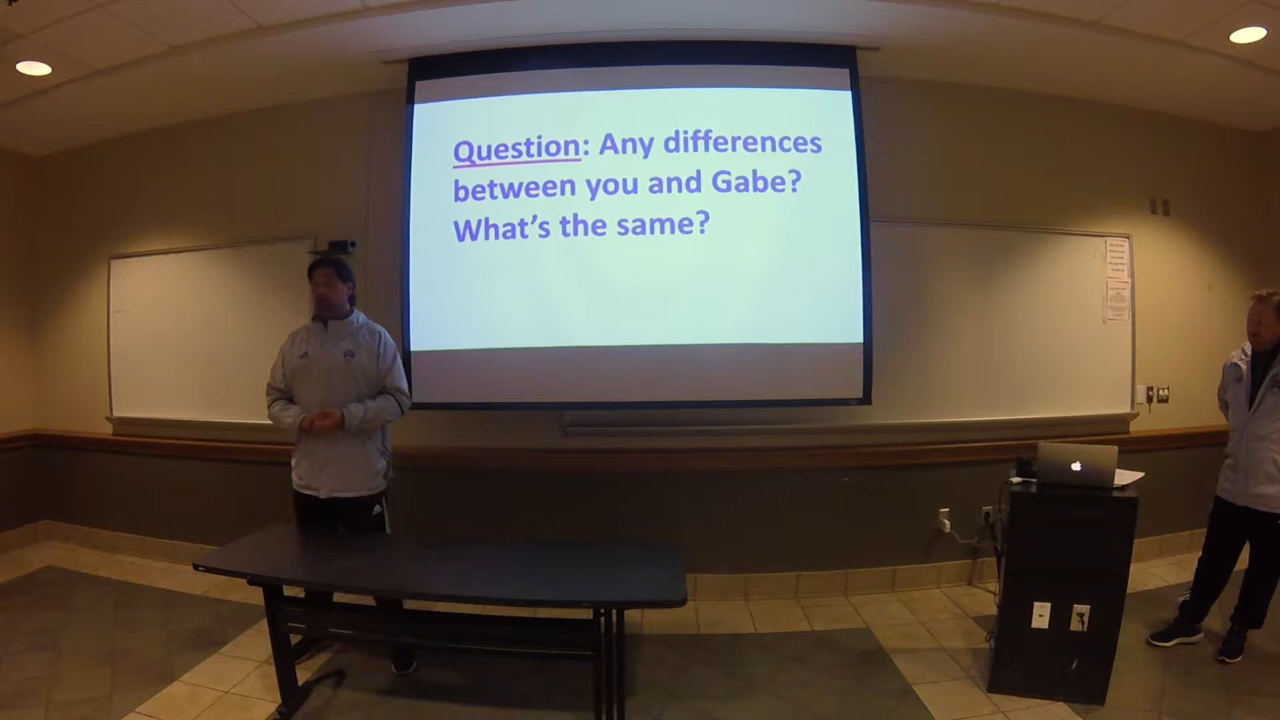 Question: Any differences
between you and Gabe?
What's the same?